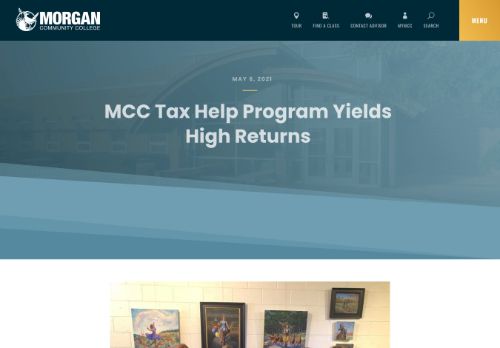 MORGAN
COMMUNITY COLLEGE
TOUR
FIND A CLASS
CONTACT ADVISOR
MYMCC
SEARCH
MENU
MAY 5, 2021
MCC Tax Help Program Yields
High Returns